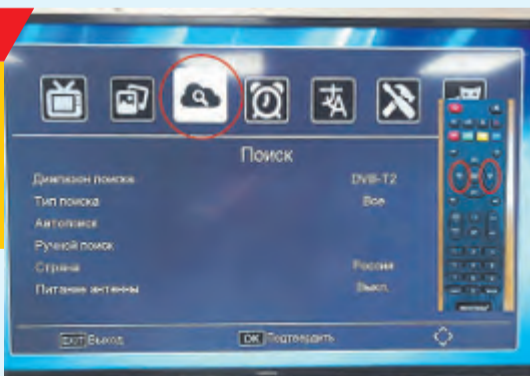 Поиск
Диапазон поиска DVB-T2
Тип поиска Все
Автопоиск
Ручной поиск
Страна Россия
Питание антенны Выкл.
EXIT Выход OK Подтвердить